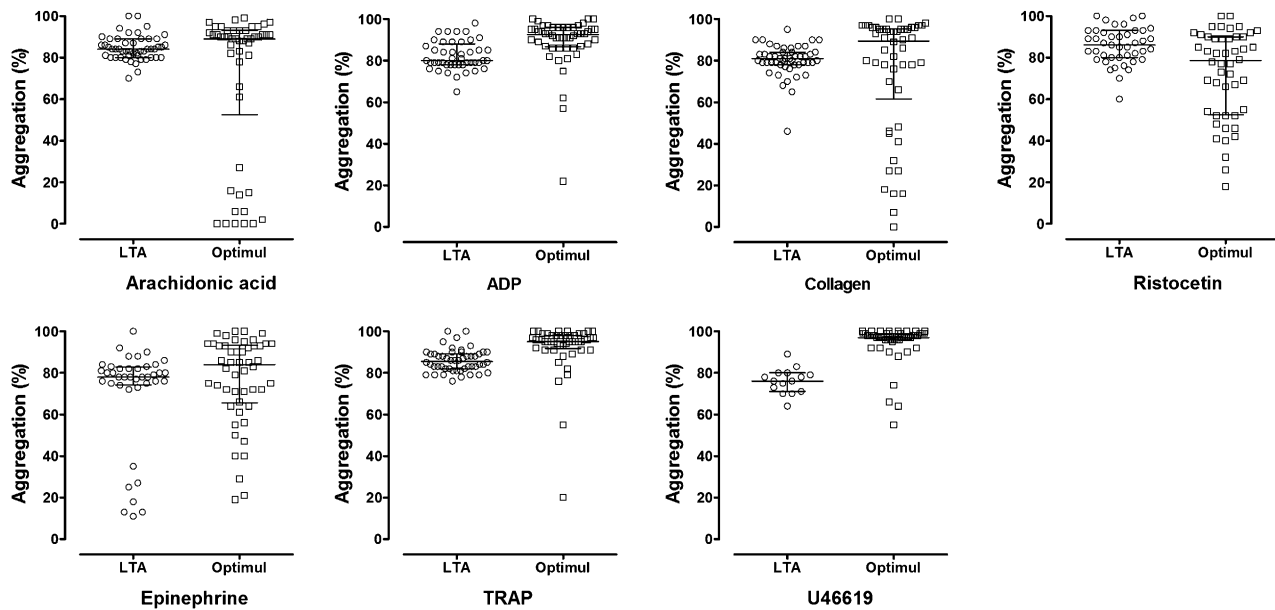 Aggregation (%)
100
80
60
40
20
0
LTA Optimul
Arachidonic acid
Aggregation (%)
100
80
60
40
20
0
LTA Optimul
ADP
Aggregation (%)
100
80
60
40
20
0
LTA Optimul
Collagen
Aggregation (%)
100
80
60
40
20
0
LTA Optimul
Ristocetin
Aggregation (%)
100
80
60
40
20
0
LTA Optimul
Epinephrine
Aggregation (%)
100
80
60
40
20
0
LTA Optimul
TRAP
Aggregation (%)
100
80
60
40
20
0
LTA Optimul
U46619